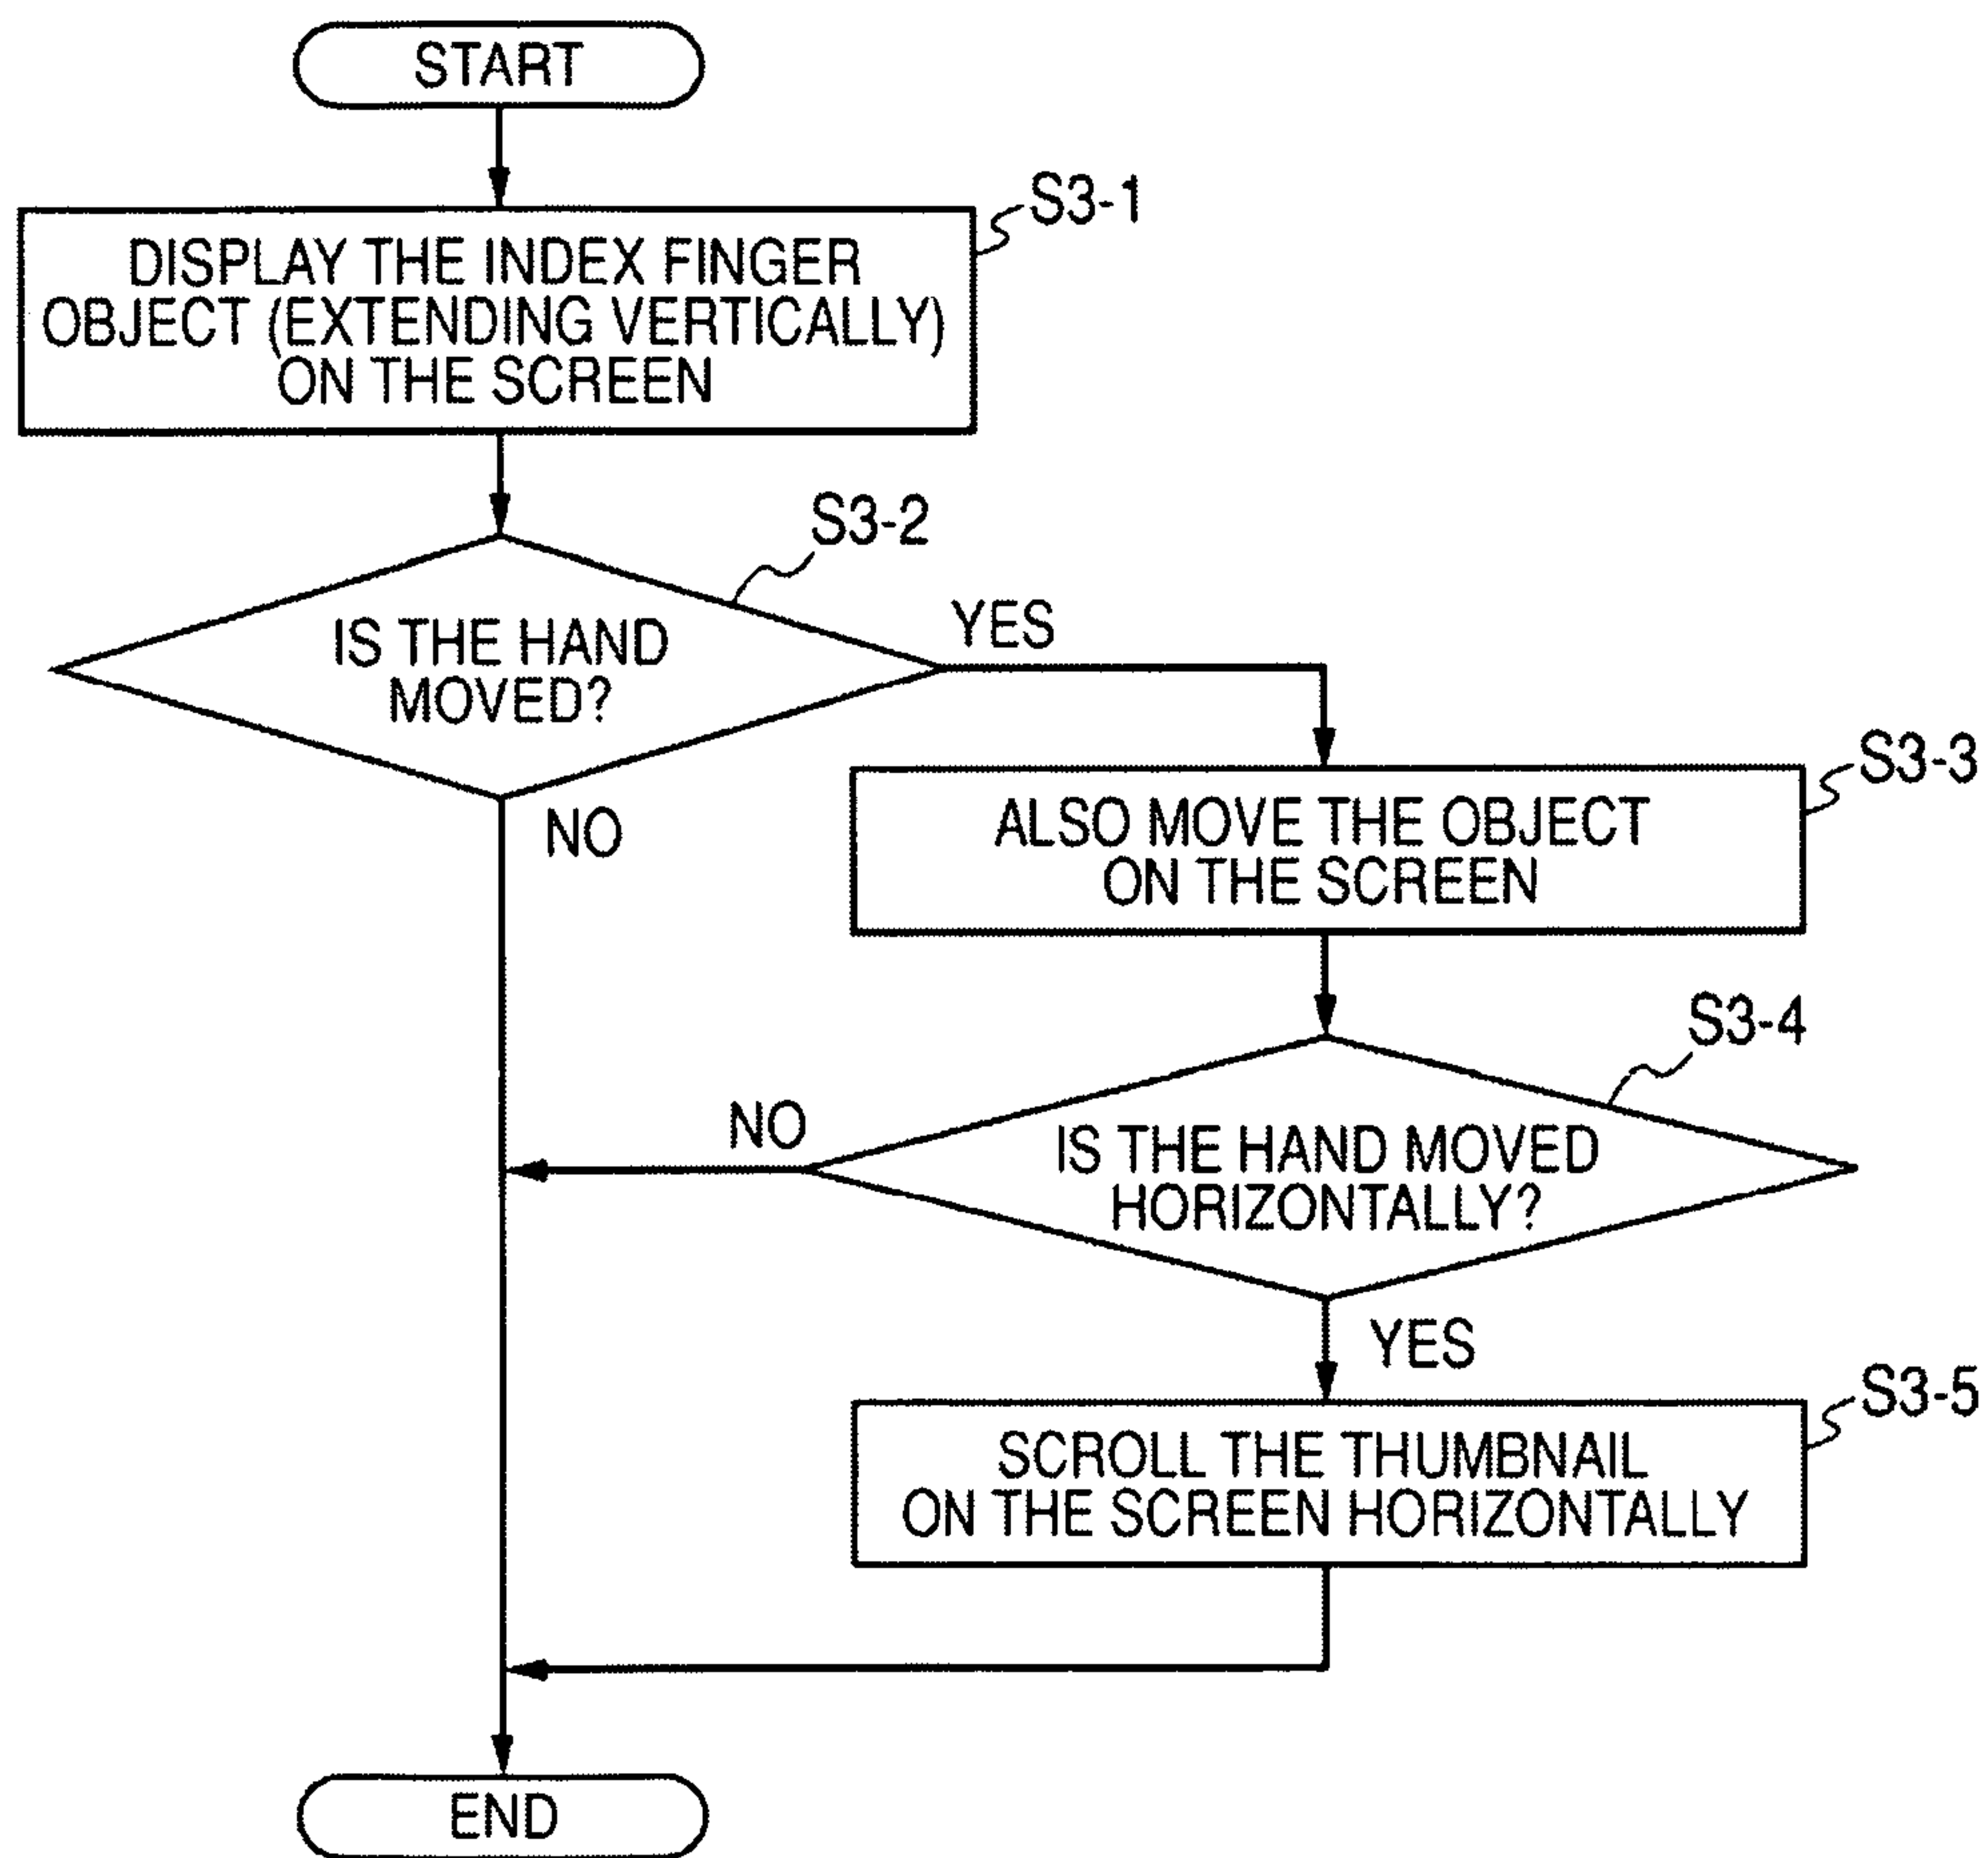 START
S3-1
DISPLAY THE INDEX FINGER
OBJECT (EXTENDING VERTICALLY)
ON THE SCREEN
S3-2
IS THE HAND
MOVED?
YES
NO
S3-3
ALSO MOVE THE OBJECT
ON THE SCREEN
S3-4
IS THE HAND MOVED
HORIZONTALLY?
NO
YES
S3-5
SCROLL THE THUMBNAIL
ON THE SCREEN HORIZONTALLY
END